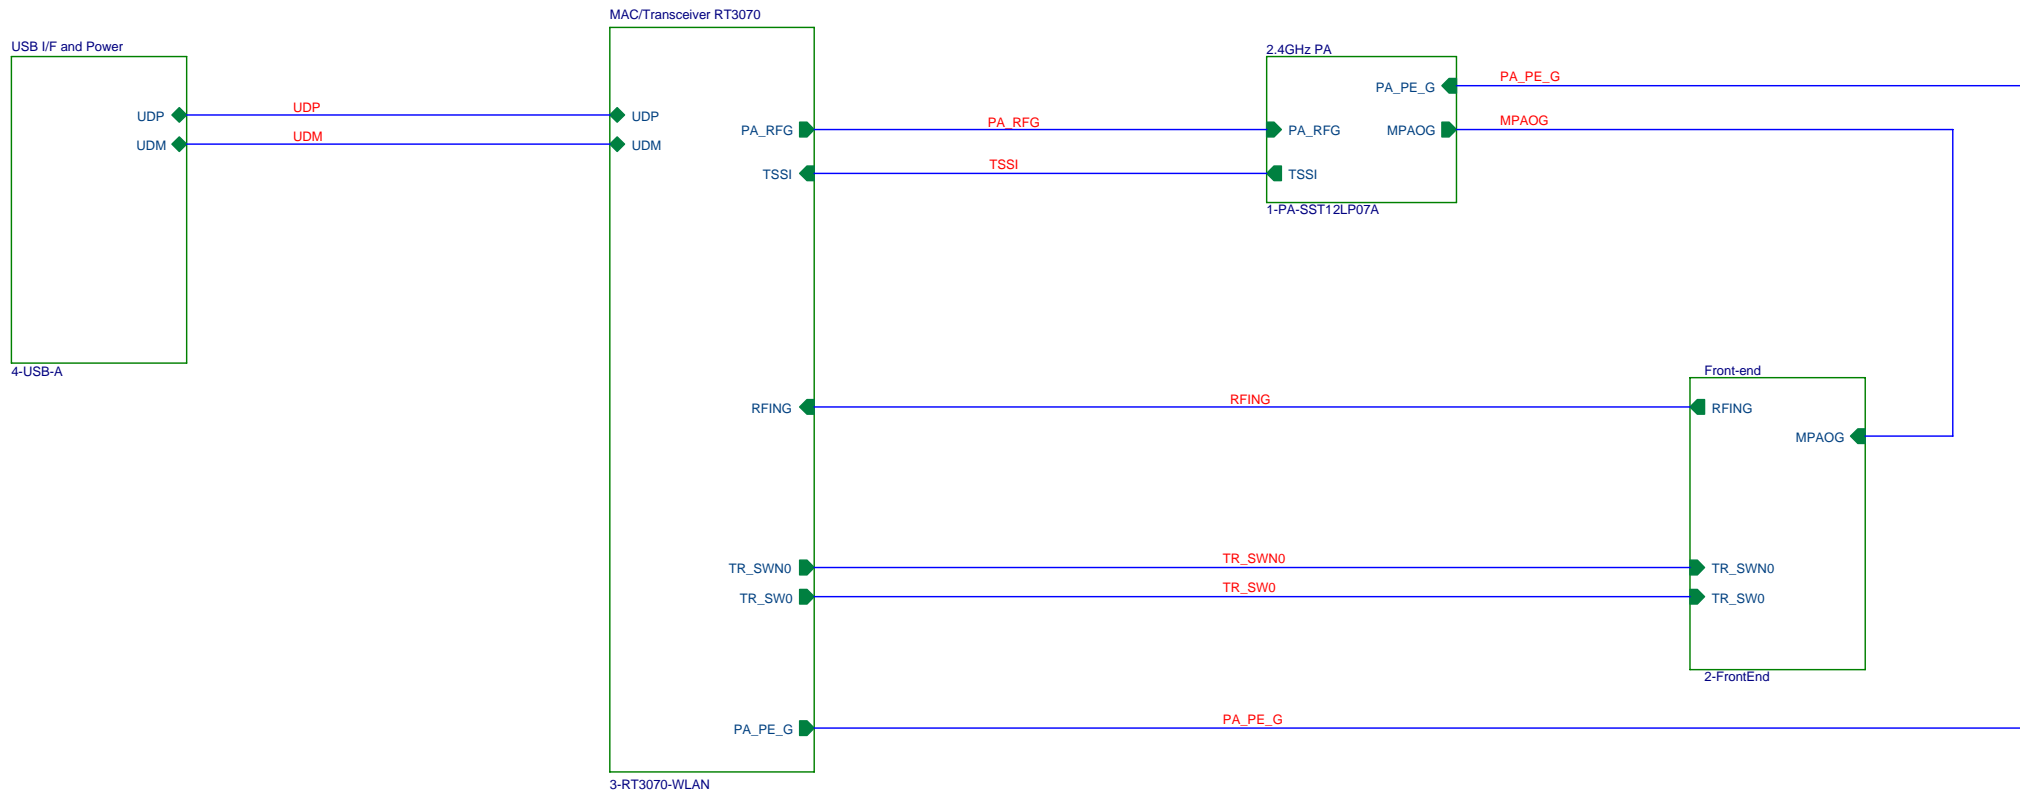 MAC/Transceiver RT3070
USB I/F and Power
2.4GHz PA
PA_PE_G
PA_PE_G
UDP
UDP
UDP
PA_RFG
PA_RFG
PA_RFG
MPAOG
MPAOG
UDM
UDM
UDM
TSSI
TSSI
TSSI
1-PA-SST12LP07A
4-USB-A
Front-end
RFING
RFING
RFING
MPAOG
TR_SWN0
TR_SWN0
TR_SWN0
TR_SW0
TR_SW0
TR_SW0
2-FrontEnd
PA_PE_G
PA_PE_G
3-RT3070-WLAN